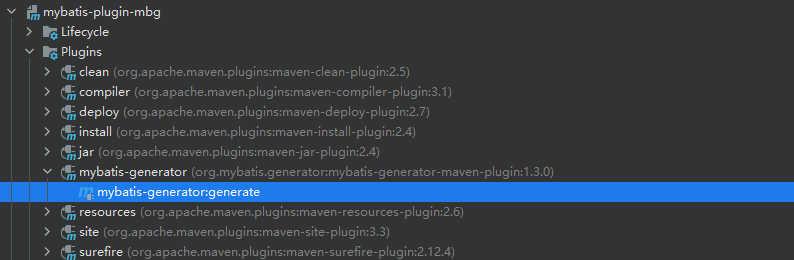 mybatis-plugin-mbg
Lifecycle
Plugins
clean (org.apache.maven.plugins:maven-clean-plugin:2.5)
compiler (org.apache.maven.plugins:maven-compiler-plugin:3.1)
deploy (org.apache.maven.plugins:maven-deploy-plugin:2.7)
install (org.apache.maven.plugins:maven-install-plugin:2.4)
jar (org.apache.maven.plugins:maven-jar-plugin:2.4)
mybatis-generator (org.mybatis.generator:mybatis-generator-maven-plugin:1.3.0)
mybatis-generator:generate
resources (org.apache.maven.plugins:maven-resources-plugin:2.6)
site (org.apache.maven.plugins:maven-site-plugin:3.3)
surefire (org.apache.maven.plugins:maven-surefire-plugin:2.12.4)